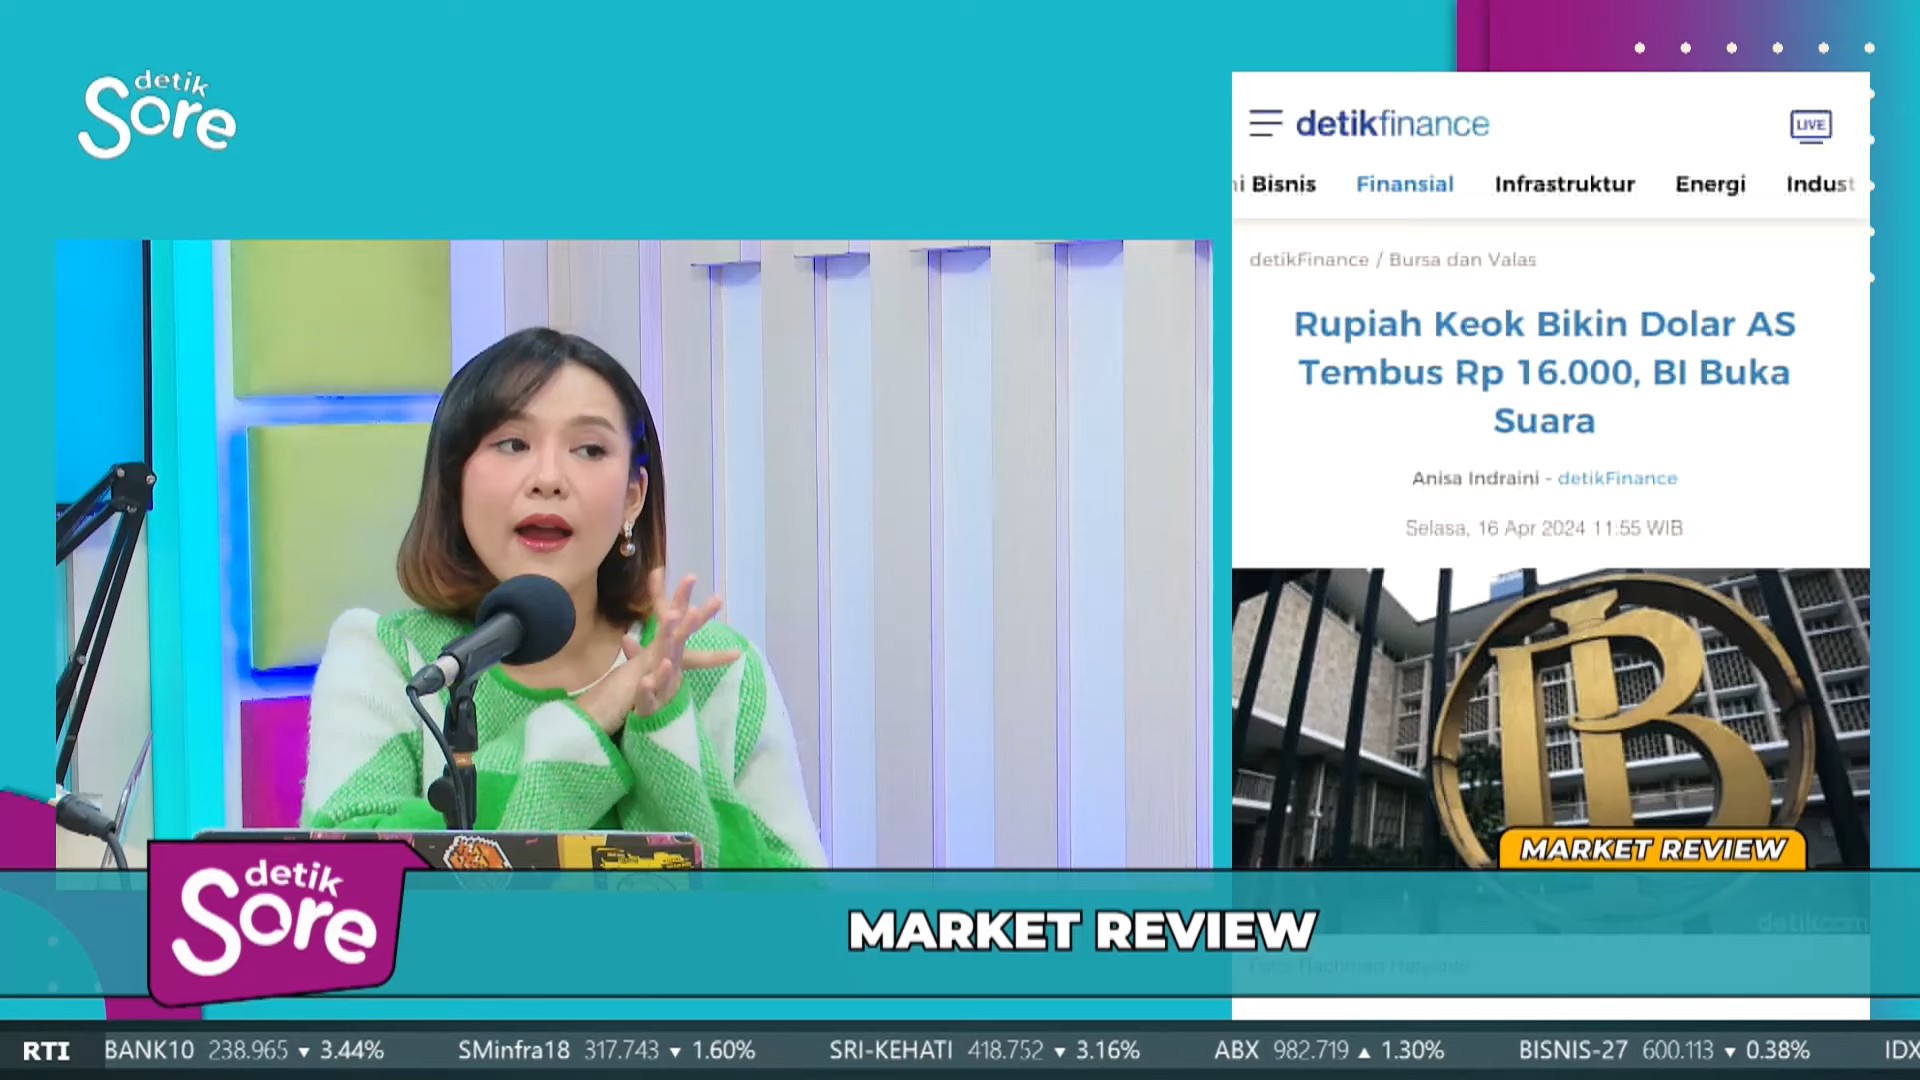 detik
Sore
detikfinance
LIVE
i Bisnis Finansial Infrastruktur Energi Indust
detikFinance / Bursa dan Valas
Rupiah Keok Bikin Dolar AS
Tembus Rp 16.000, BI Buka
Suara
Anisa Indraini - detikFinance
Selasa, 16 Apr 2024 11:55 WIB
MARKET REVIEW
detik
Sore
MARKET REVIEW
detikcom
RTI BANK10 238.965 ▼ 3.44% SMinfra18 317.743 ▼ 1.60% SRI-KEHATI 418.752 ▼ 3.16% ABX 982.719 ▲ 1.30% BISNIS-27 600.113 ▼ 0.38% IDX